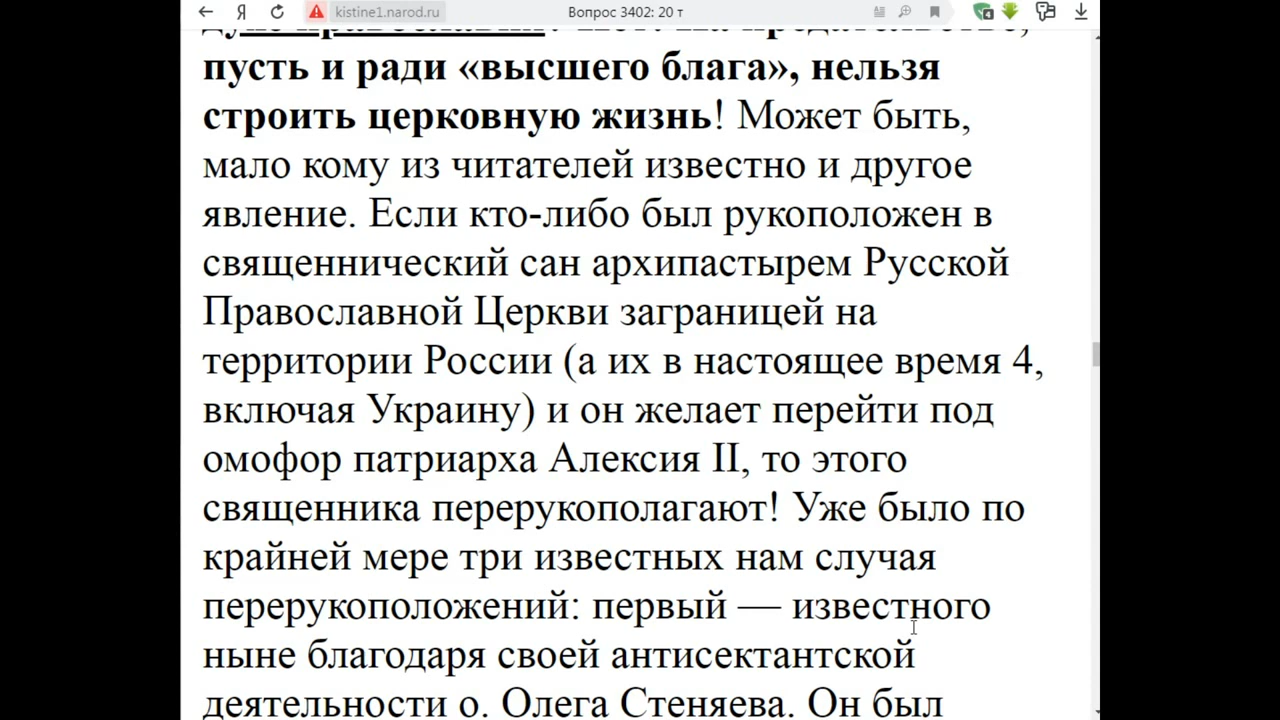 kistine1.narod.ru
Вопрос 3402: 20 т
4
пусть и ради «высшего блага», нельзя
строить церковную жизнь! Может быть,
мало кому из читателей известно и другое
явление. Если кто-либо был рукоположен в
священнический сан архипастырем Русской
Православной Церкви заграницей на
территории России (а их в настоящее время 4,
включая Украину) и он желает перейти под
омофор патриарха Алексия II, то этого
священника перерукополагают! Уже было по
крайней мере три известных нам случая
перерукоположений: первый — известного
ныне благодаря своей антисектантской
деятельности о. Олега Стеняева. Он был